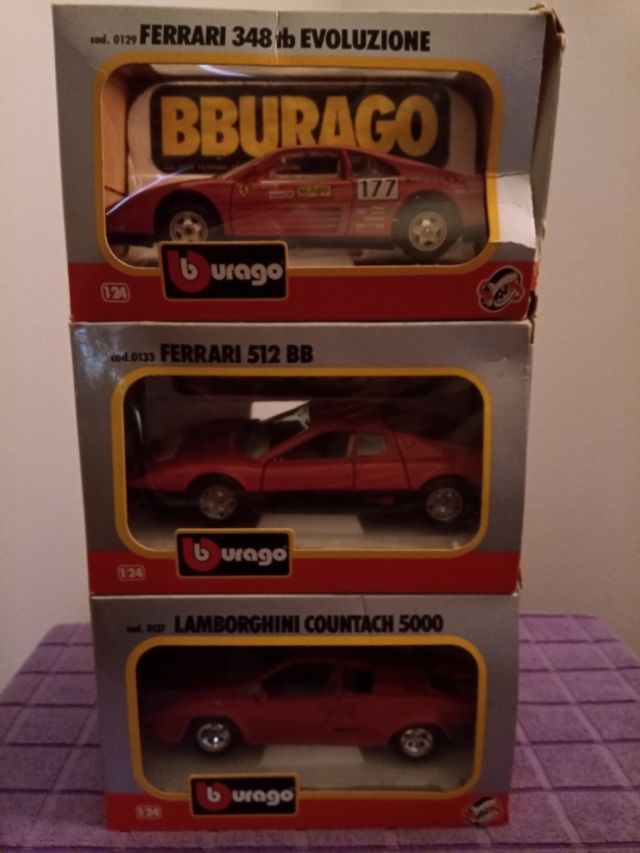 cod. 0129 FERRARI 348 tb EVOLUZIONE
BBURAGO
177
burago
1:24
cod.0133 FERRARI 512 BB
burago
1:24
cod. 0137 LAMBORGHINI COUNTACH 5000
burago
1:24